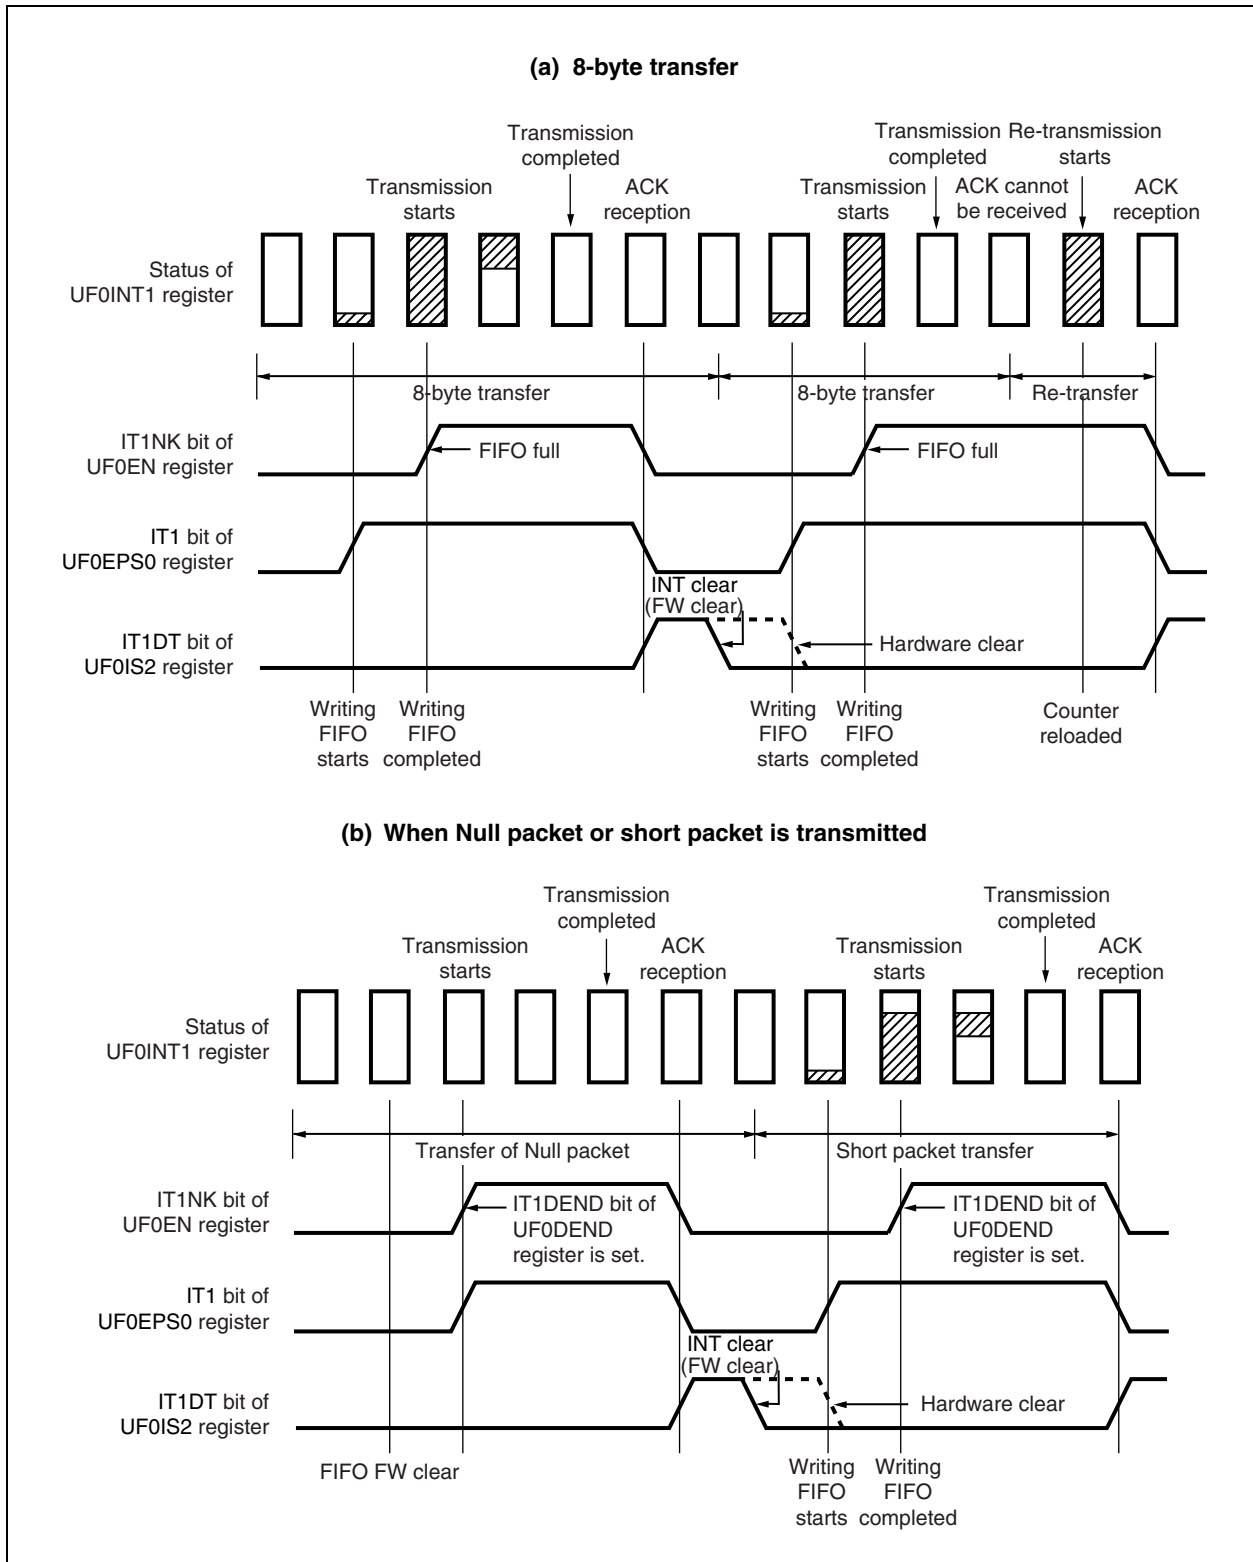 (a) 8-byte transfer
Transmission
completed
Transmission
completed
Re-transmission
starts
Transmission
starts
ACK
reception
Transmission
starts
ACK cannot
be received
ACK
reception
Status of
UF0INT1 register
8-byte transfer
8-byte transfer
Re-transfer
IT1NK bit of
UF0EN register
FIFO full
FIFO full
IT1 bit of
UF0EPS0 register
INT clear
(FW clear)
IT1DT bit of
UF0IS2 register
Hardware clear
Writing
FIFO
starts
Writing
FIFO
completed
Writing
FIFO
starts
Writing
FIFO
completed
Counter
reloaded
(b) When Null packet or short packet is transmitted
Transmission
completed
Transmission
completed
Transmission
starts
ACK
reception
Transmission
starts
ACK
reception
Status of
UF0INT1 register
Transfer of Null packet
Short packet transfer
IT1NK bit of
UF0EN register
IT1DEND bit of
UF0DEND
register is set.
IT1DEND bit of
UF0DEND
register is set.
IT1 bit of
UF0EPS0 register
INT clear
(FW clear)
IT1DT bit of
UF0IS2 register
Hardware clear
FIFO FW clear
Writing
FIFO
starts
Writing
FIFO
completed